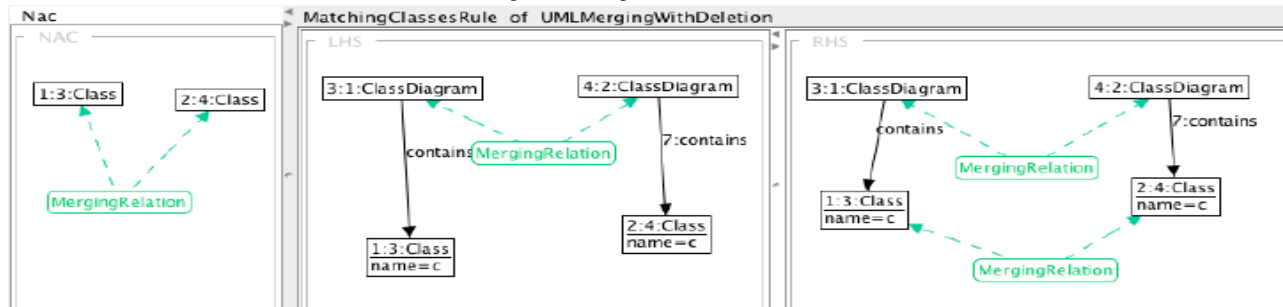 Nac
NAC
1:3:Class
2:4:Class
MergingRelation
MatchingClassesRule of UMLMergingWithDeletion
LHS
3:1:ClassDiagram
4:2:ClassDiagram
contains
MergingRelation
7:contains
1:3:Class
name=c
2:4:Class
name=c
RHS
3:1:ClassDiagram
4:2:ClassDiagram
contains
7:contains
MergingRelation
1:3:Class
name=c
2:4:Class
name=c
MergingRelation